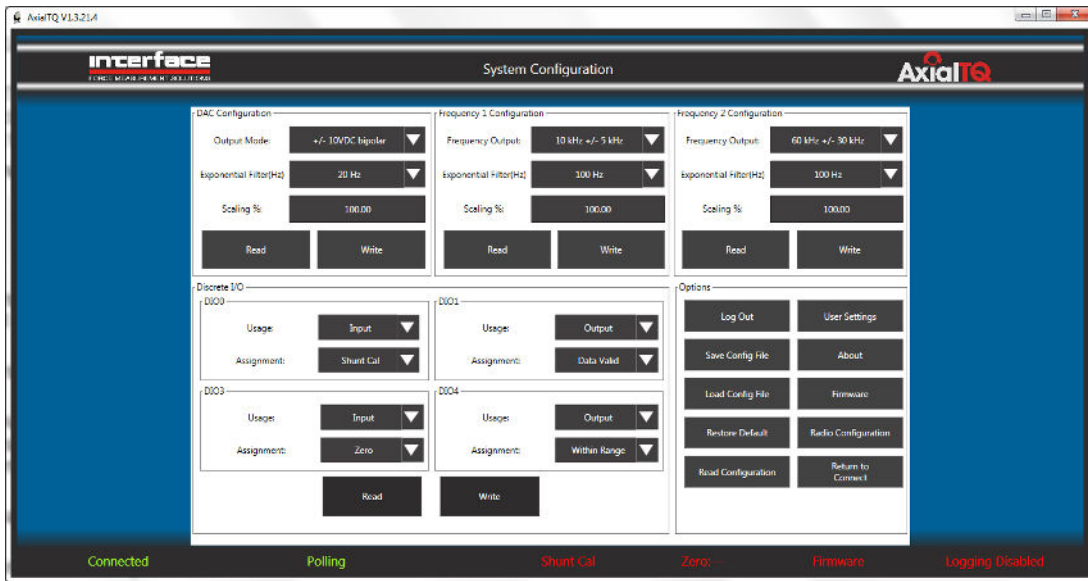 AxialTQ V1.3.21.4
interface
FORCE MEASUREMENT SOLUTIONS
System Configuration
AxialTQ
DAC Configuration
Output Mode:
+/- 10VDC bipolar
Exponential Filter(Hz)
20 Hz
Scaling %:
100.00
Read
Write
Frequency 1 Configuration
Frequency Output:
10 kHz +/- 5 kHz
Exponential Filter(Hz)
100 Hz
Scaling %:
100.00
Read
Write
Frequency 2 Configuration
Frequency Output:
60 kHz +/- 30 kHz
Exponential Filter(Hz)
100 Hz
Scaling %:
100.00
Read
Write
Discrete I/O
DIO0
Usage:
Input
Assignment:
Shunt Cal
DIO1
Usage:
Output
Assignment:
Data Valid
DIO3
Usage:
Input
Assignment:
Zero
DIO4
Usage:
Output
Assignment:
Within Range
Read
Write
Options
Log Out
User Settings
Save Config File
About
Load Config File
Firmware
Restore Default
Radio Configuration
Read Configuration
Return to
Connect
Connected
Polling
Shunt Cal
Zero: --
Firmware
Logging Disabled